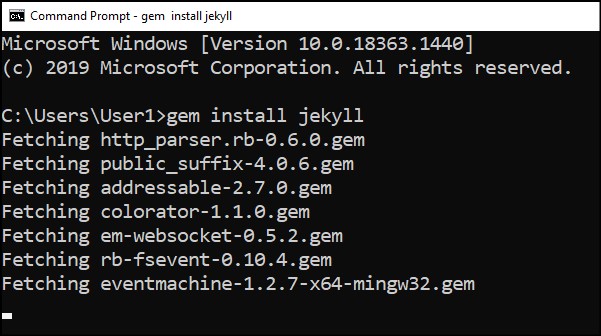 Command Prompt - gem  install jekyll
Microsoft Windows [Version 10.0.18363.1440]
(c) 2019 Microsoft Corporation. All rights reserved.
C:\Users\User1>gem install jekyll
Fetching http_parser.rb-0.6.0.gem
Fetching public_suffix-4.0.6.gem
Fetching addressable-2.7.0.gem
Fetching colorator-1.1.0.gem
Fetching em-websocket-0.5.2.gem
Fetching rb-fsevent-0.10.4.gem
Fetching eventmachine-1.2.7-x64-mingw32.gem